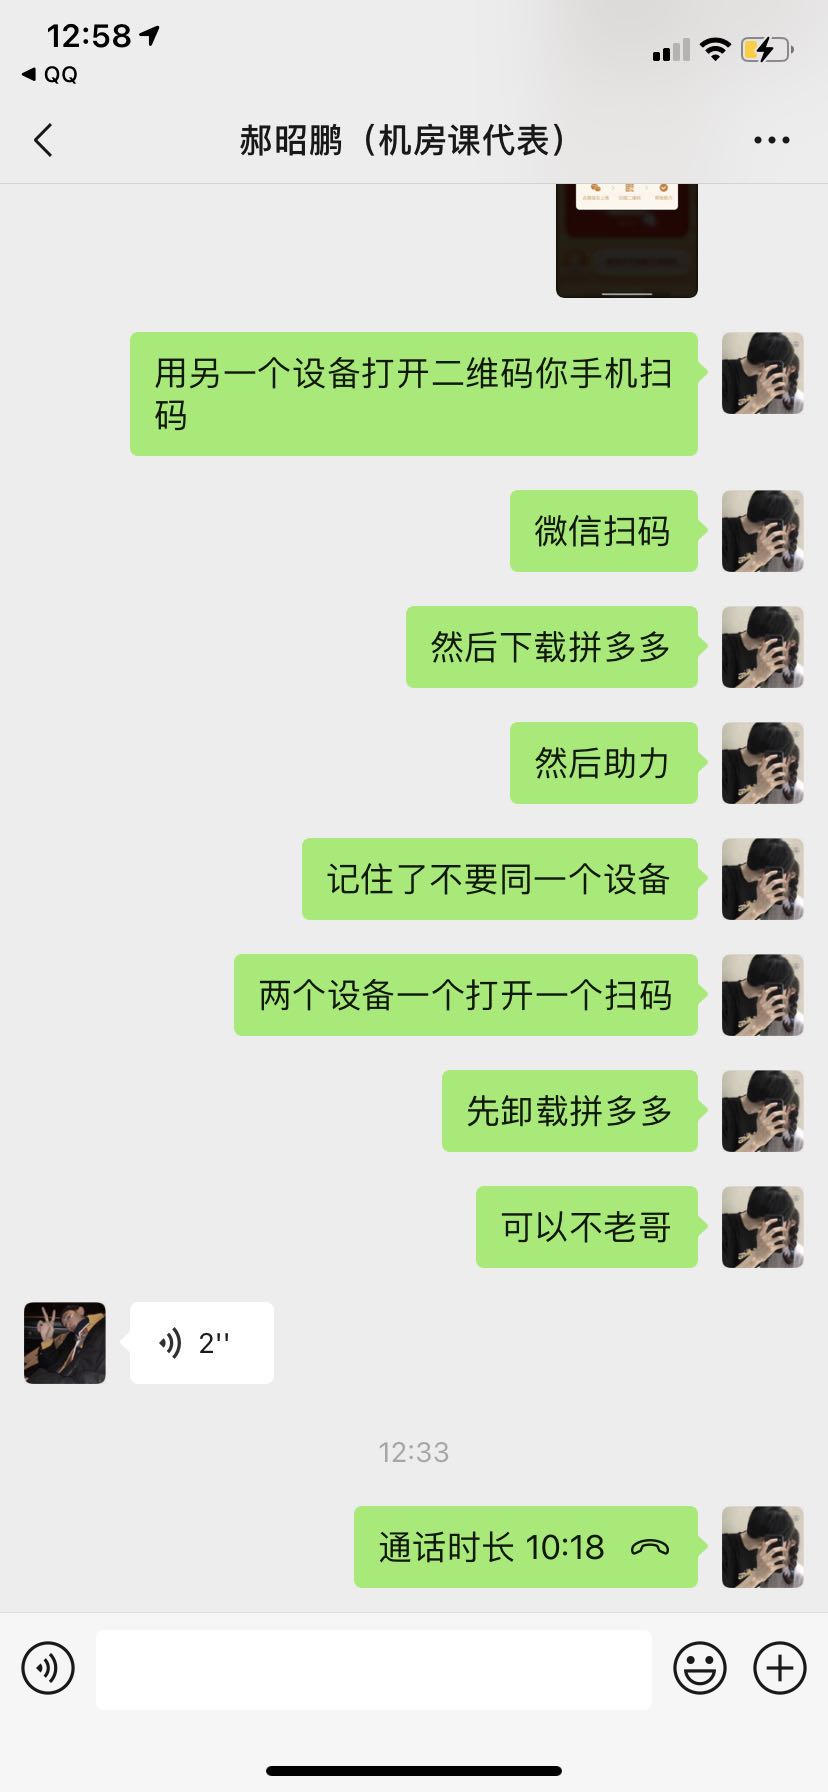 12:58
QQ
郝昭鹏（机房课代表）
用另一个设备打开二维码你手机扫
码
微信扫码
然后下载拼多多
然后助力
记住了不要同一个设备
两个设备一个打开一个扫码
先卸载拼多多
可以不老哥
2''
12:33
通话时长 10:18